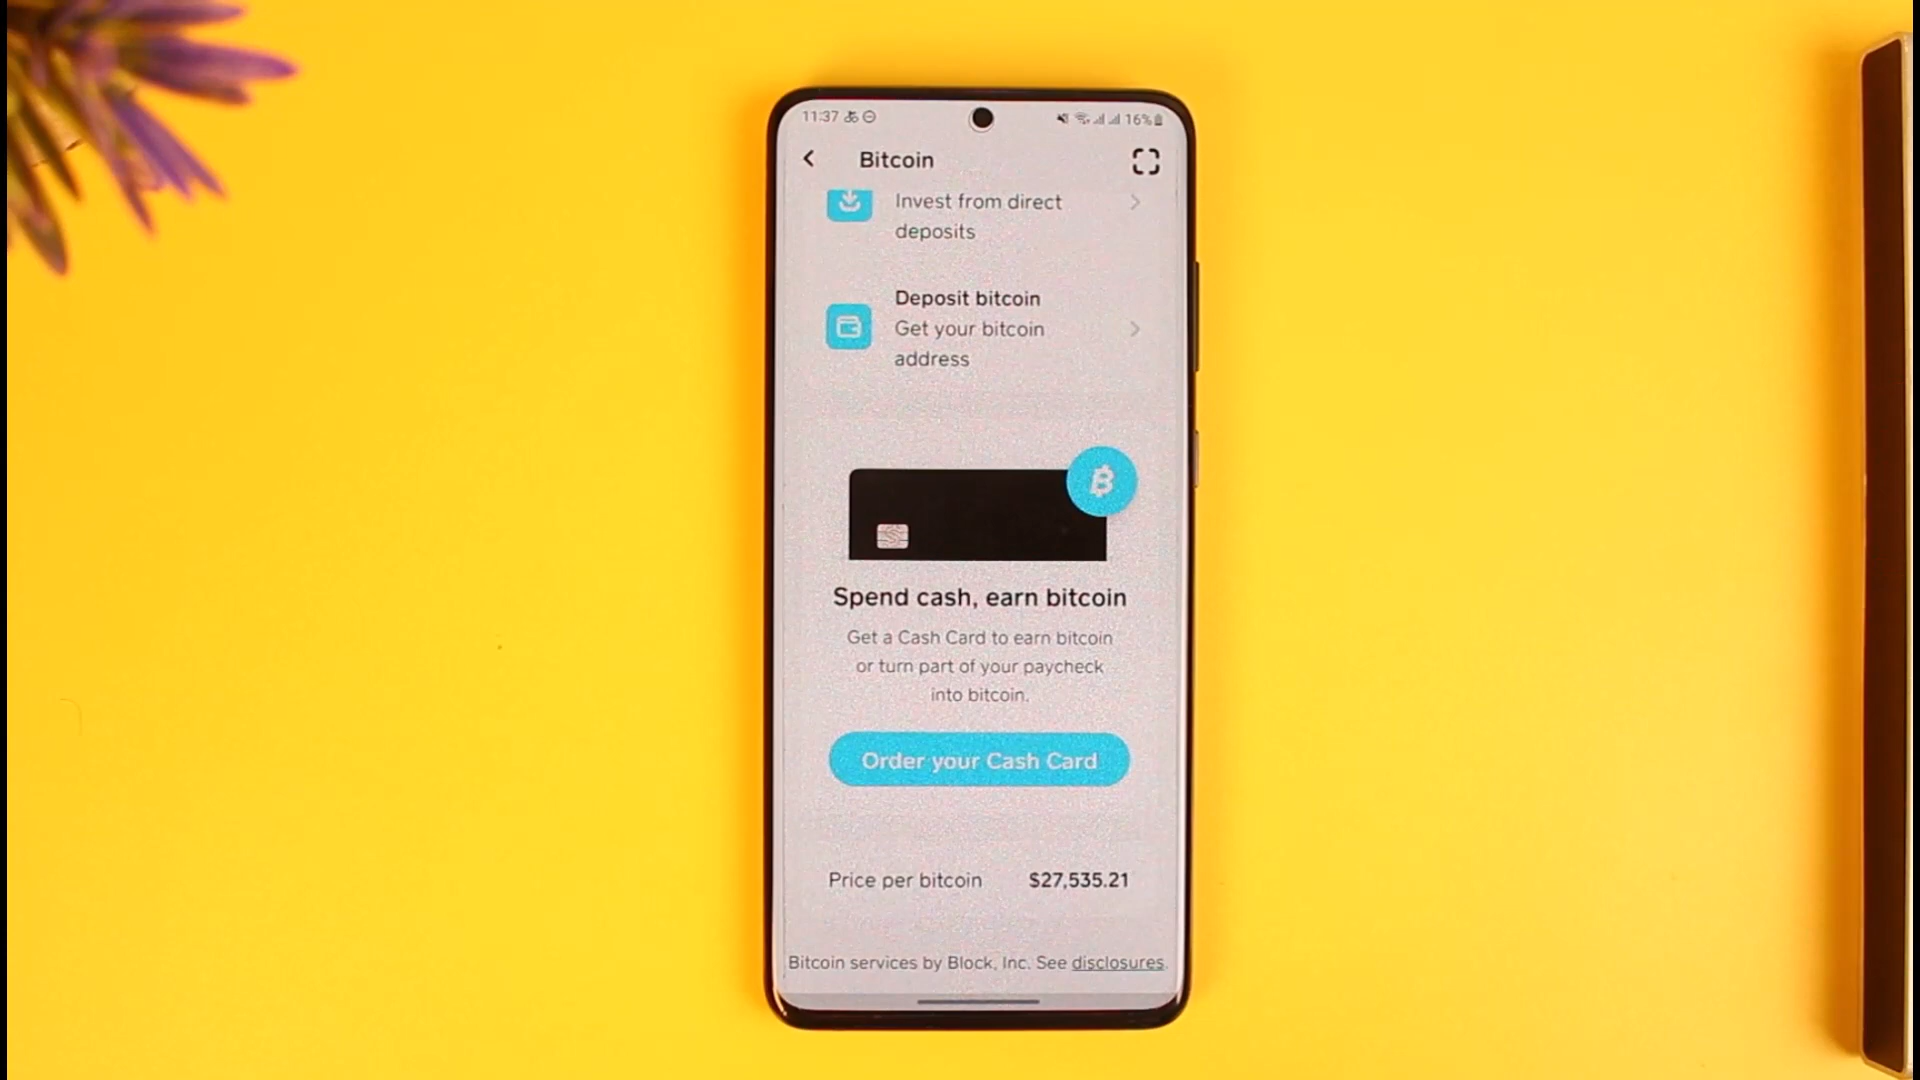 11:37
16%
Bitcoin
Invest from direct
deposits
Deposit bitcoin
Get your bitcoin
address
Spend cash, earn bitcoin
Get a Cash Card to earn bitcoin
or turn part of your paycheck
into bitcoin.
Order your Cash Card
Price per bitcoin $27,535.21
Bitcoin services by Block, Inc. See disclosures.